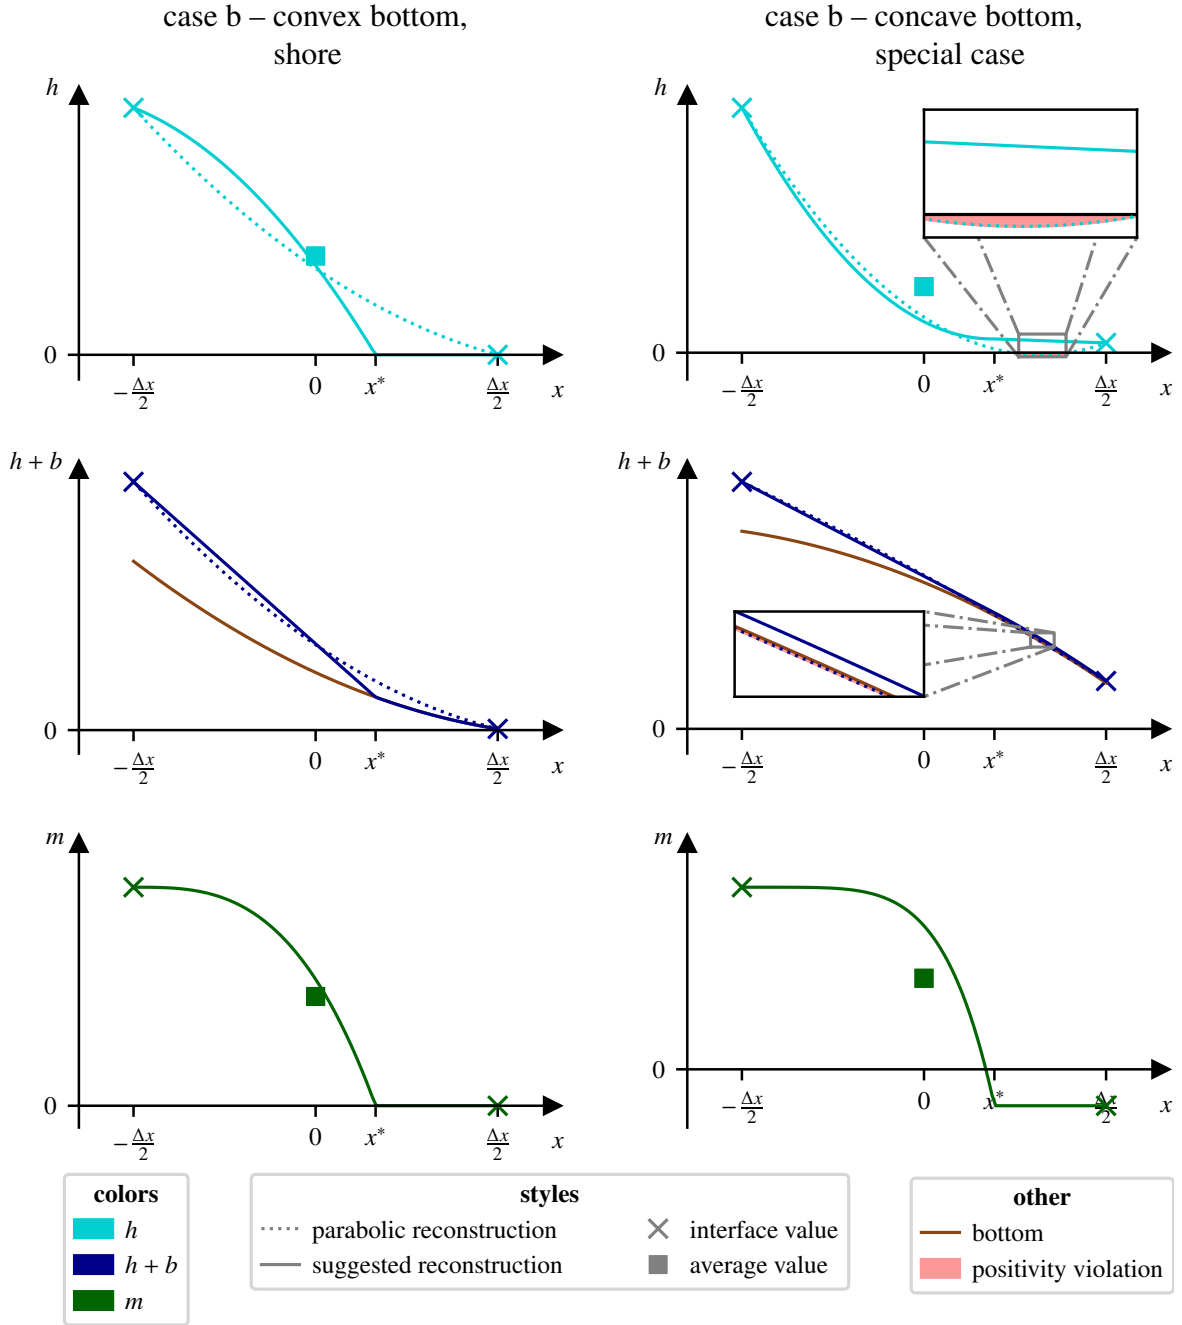 case b – convex bottom,
shore
case b – concave bottom,
special case
h
0
−Δx/2
0
x*
Δx/2
x
h
0
−Δx/2
0
x*
Δx/2
x
h + b
0
−Δx/2
0
x*
Δx/2
x
h + b
0
−Δx/2
0
x*
Δx/2
x
m
0
−Δx/2
0
x*
Δx/2
x
m
0
−Δx/2
0
x*
Δx/2
x
colors
h
h + b
m
styles
parabolic reconstruction
suggested reconstruction
interface value
average value
other
bottom
positivity violation